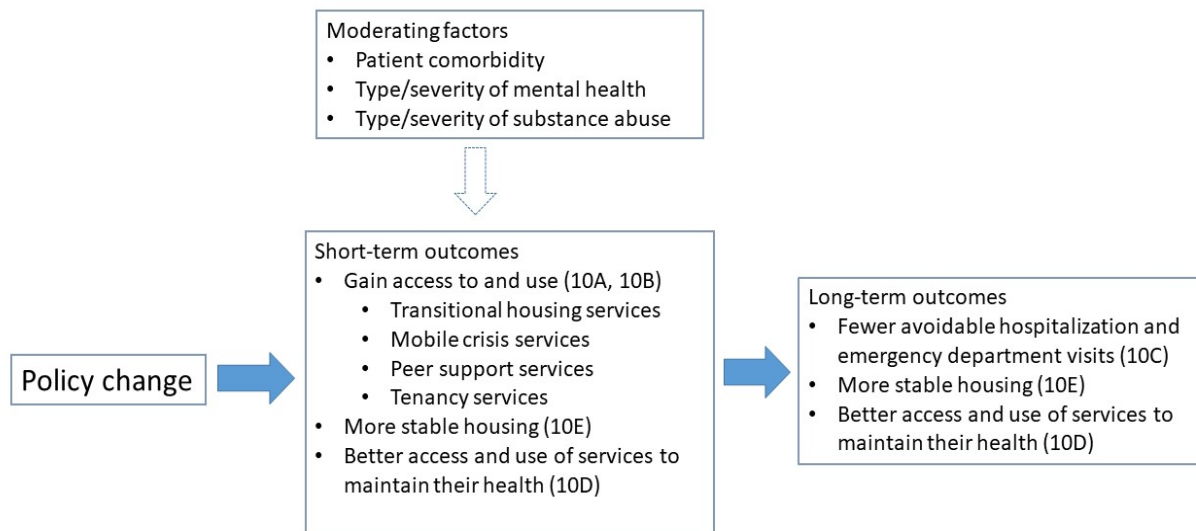 Moderating factors
• Patient comorbidity
• Type/severity of mental health
• Type/severity of substance abuse
Short-term outcomes
• Gain access to and use (10A, 10B)
• Transitional housing services
• Mobile crisis services
• Peer support services
• Tenancy services
• More stable housing (10E)
• Better access and use of services to
maintain their health (10D)
Policy change
Long-term outcomes
• Fewer avoidable hospitalization and
emergency department visits (10C)
• More stable housing (10E)
• Better access and use of services to
maintain their health (10D)